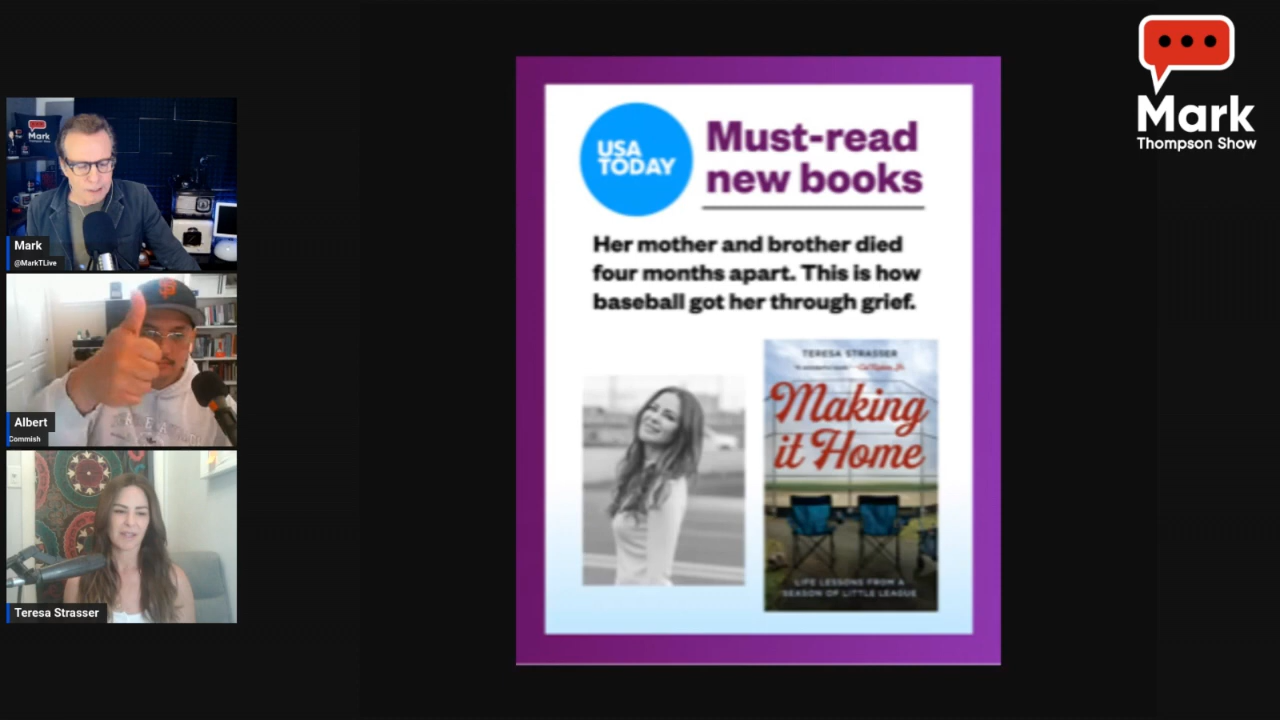 Mark
Thompson Show
USA
TODAY
Must-read
new books
Her mother and brother died
four months apart. This is how
baseball got her through grief.
TERESA STRASSER
Making
it Home
LIFE LESSONS FROM A
SEASON OF LITTLE LEAGUE
Mark
@MarkTLive
Albert
Commish
Teresa Strasser